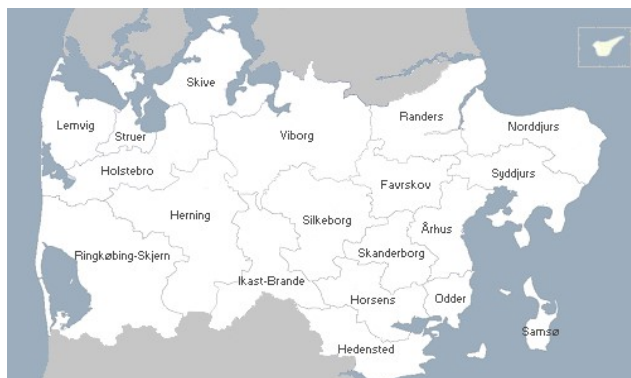 Skive
Randers
Lemvig
Norddjurs
Struer
Viborg
Holstebro
Syddjurs
Favrskov
Herning
Silkeborg
Århus
Ringkøbing-Skjern
Skanderborg
Ikast-Brande
Horsens
Odder
Samsø
Hedensted